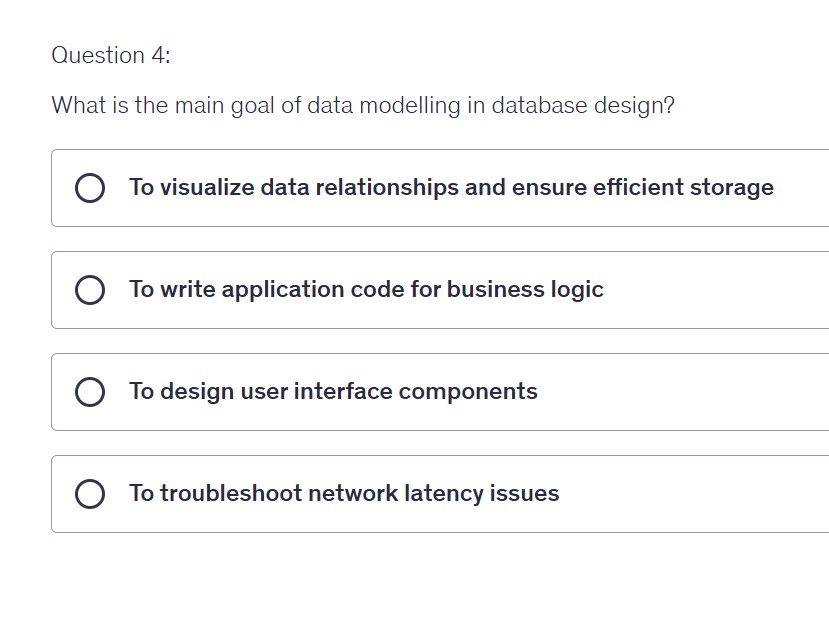 Question 4:
What is the main goal of data modelling in database design?
To visualize data relationships and ensure efficient storage
To write application code for business logic
To design user interface components
To troubleshoot network latency issues